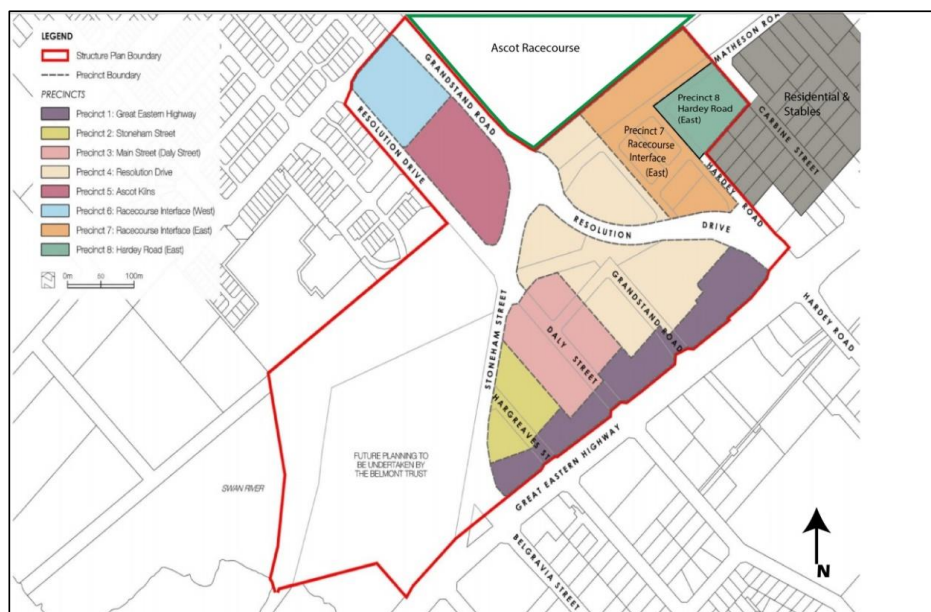 LEGEND
Structure Plan Boundary
Precinct Boundary
PRECINCTS
Precinct 1: Great Eastern Highway
Precinct 2: Stoneham Street
Precinct 3: Main Street (Daly Street)
Precinct 4: Resolution Drive
Precinct 5: Ascot Kilns
Precinct 6: Racecourse Interface (West)
Precinct 7: Racecourse Interface (East)
Precinct 8: Hardey Road (East)
0m 50 100m
Ascot Racecourse
GRANDSTAND ROAD
RESOLUTION DRIVE
MATHESON ROAD
Precinct 8
Hardey Road
(East)
Residential &
Stables
CARBINE STREET
Precinct 7
Racecourse
Interface
(East)
HARDEY ROAD
RESOLUTION DRIVE
GRANDSTAND ROAD
HARDEY ROAD
STONEHAM STREET
DALY STREET
HARGREAVES ST
GREAT EASTERN HIGHWAY
FUTURE PLANNING TO
BE UNDERTAKEN BY
THE BELMONT TRUST
SWAN RIVER
BELGRAVIA STREET
N